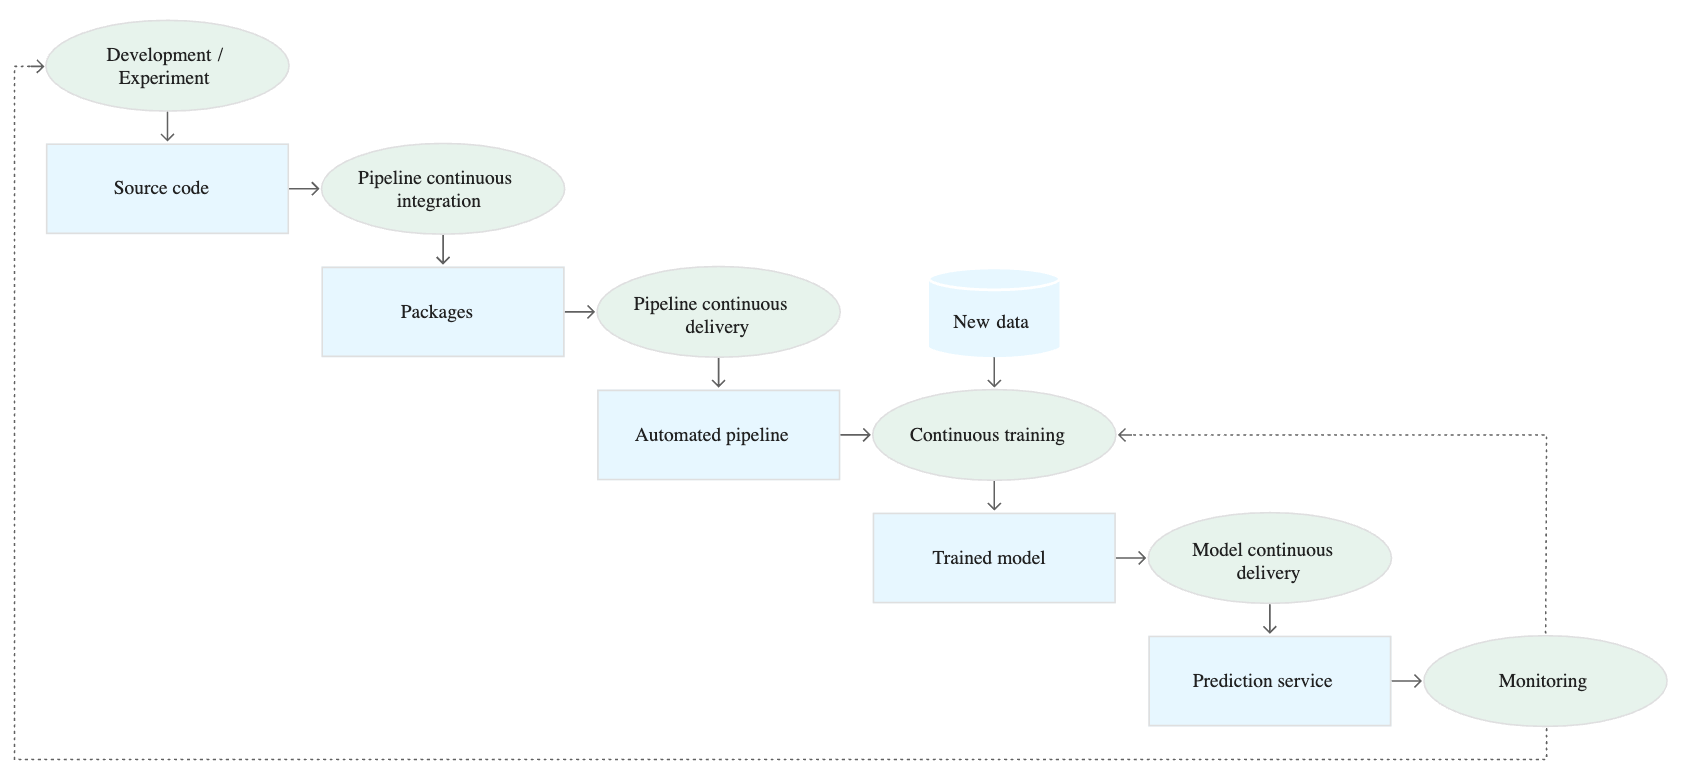 Development /
Experiment
Source code
Pipeline continuous
integration
Packages
Pipeline continuous
delivery
New data
Automated pipeline
Continuous training
Trained model
Model continuous
delivery
Prediction service
Monitoring